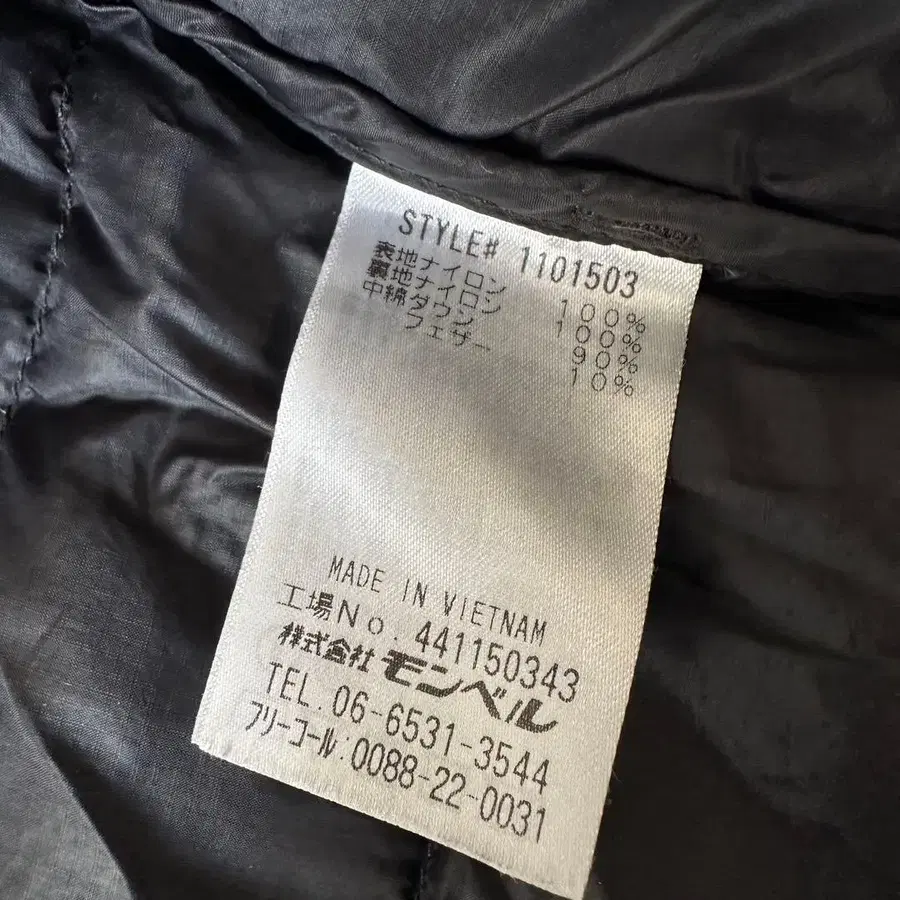 STYLE# 1101503
表地ナイロン 100%
裏地ナイロン 100%
中綿ダウン 90%
フェザー 10%
MADE IN VIETNAM
工場No. 441150343
株式会社モンベル
TEL. 06-6531-3544
フリーコール:0088-22-0031